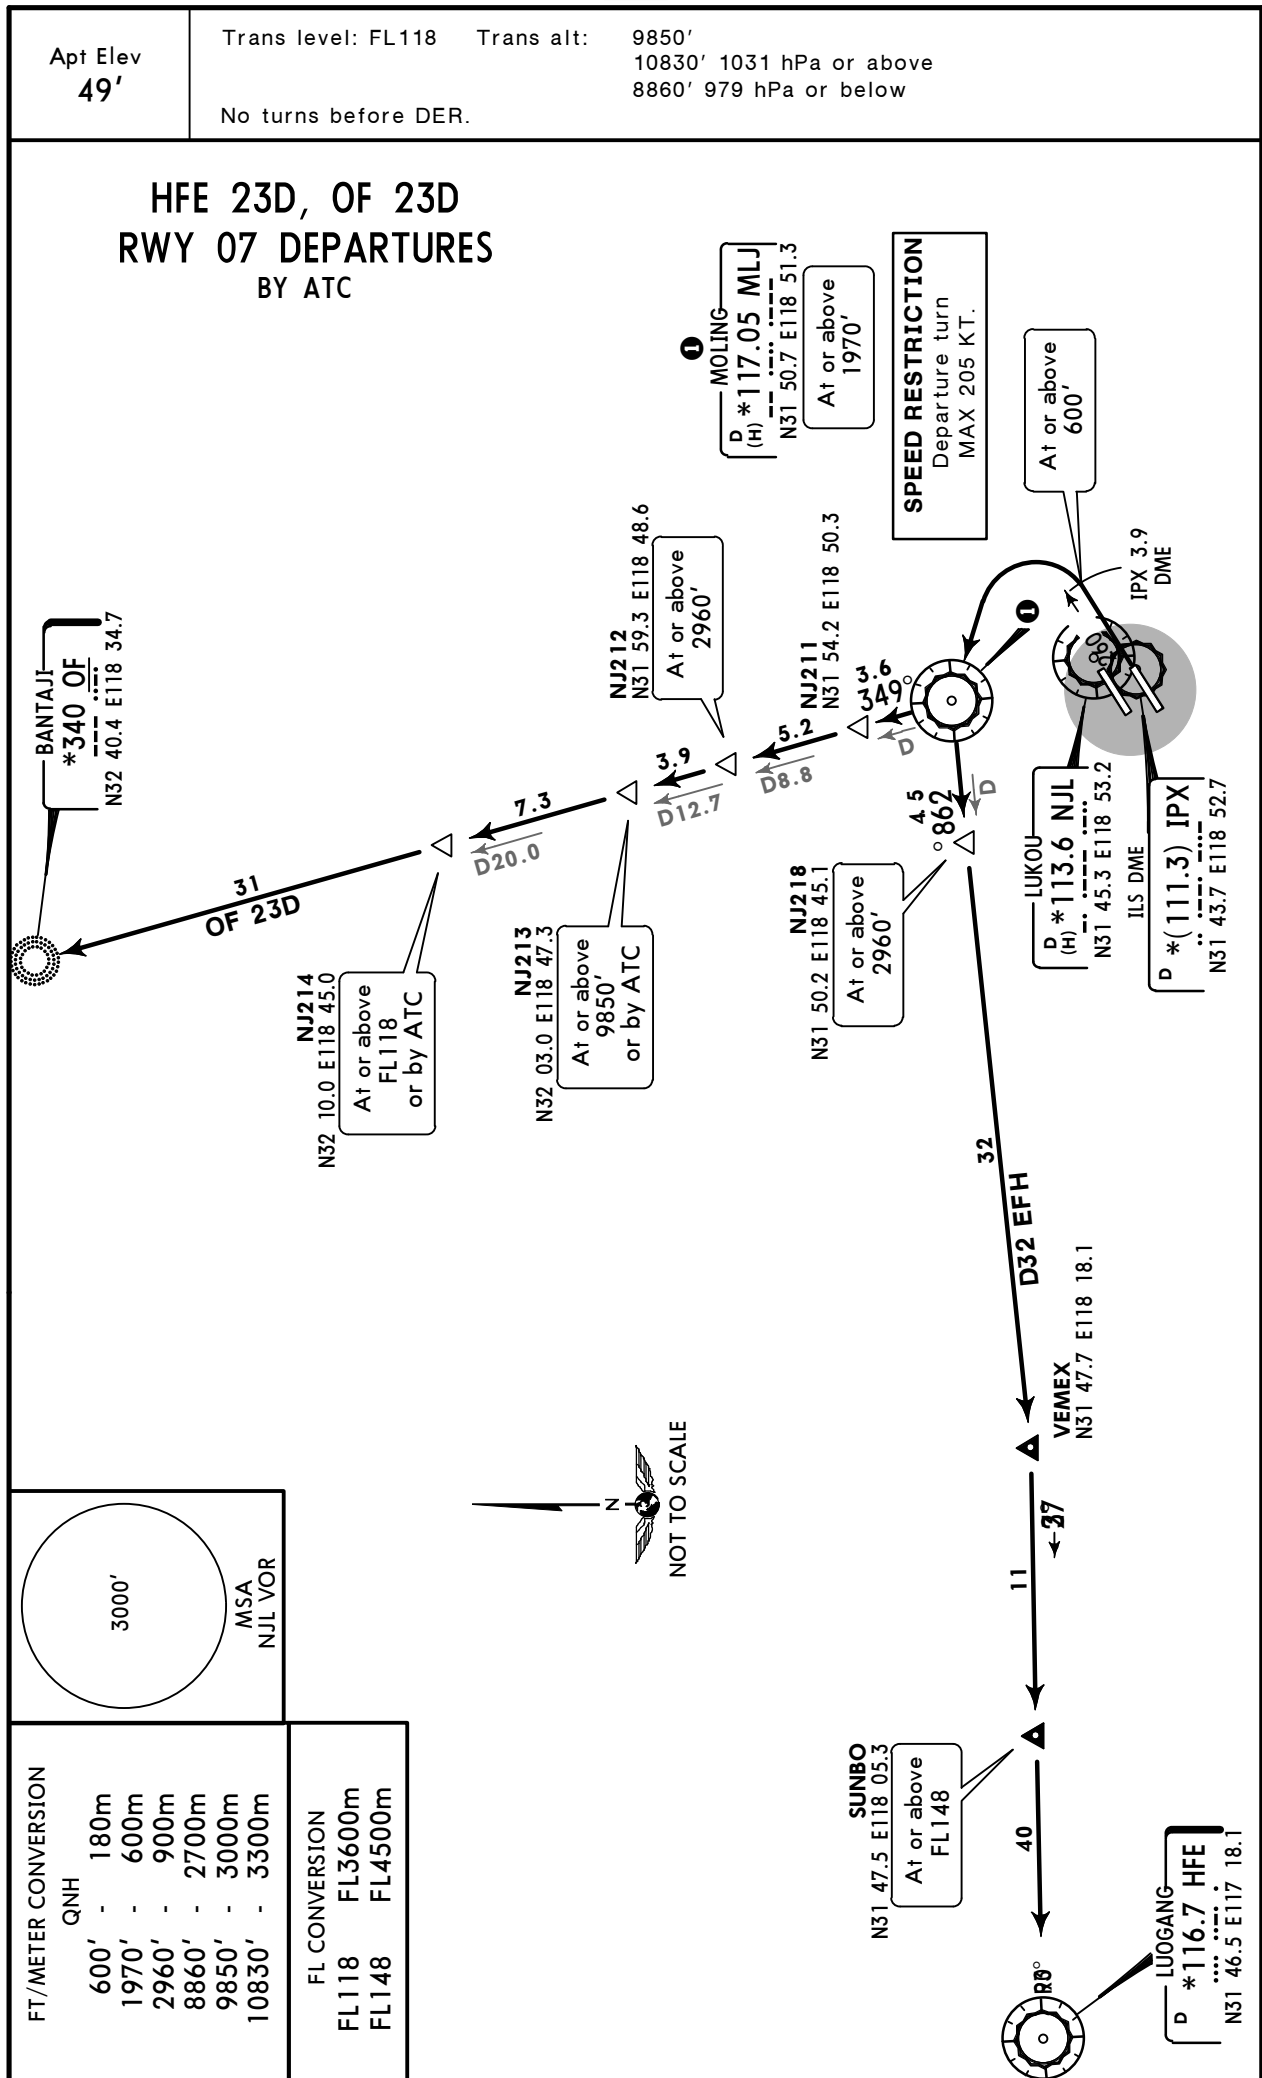 Apt Elev
49'
Trans level: FL118 Trans alt: 9850'
10830' 1031 hPa or above
8860' 979 hPa or below
No turns before DER.
HFE 23D, OF 23D
RWY 07 DEPARTURES
BY ATC
1
MOLING
D
(H) *117.05 MLJ
N31 50.7 E118 51.3
At or above
1970'
SPEED RESTRICTION
Departure turn
MAX 205 KT.
At or above
600'
IPX 3.9
DME
1
BANTAJI
*340 OF
N32 40.4 E118 34.7
NJ212
N31 59.3 E118 48.6
At or above
2960'
NJ211
N31 54.2 E118 50.3
3.6
349°
D
5.2
D8.8
3.9
D12.7
7.3
D20.0
31
OF 23D
NJ214
N32 10.0 E118 45.0
At or above
FL118
or by ATC
NJ213
N32 03.0 E118 47.3
At or above
9850'
or by ATC
NJ218
N31 50.2 E118 45.1
At or above
2960'
4.5
862°
D
LUKOU
D
(H) *113.6 NJL
N31 45.3 E118 53.2
ILS DME
D *(111.3) IPX
N31 43.7 E118 52.7
32
D32 EFH
VEMEX
N31 47.7 E118 18.1
11
N
NOT TO SCALE
3000'
MSA
NJL VOR
SUNBO
N31 47.5 E118 05.3
At or above
FL148
40
LUOGANG
D *116.7 HFE
N31 46.5 E117 18.1
FT/METER CONVERSION
QNH
600' - 180m
1970' - 600m
2960' - 900m
8860' - 2700m
9850' - 3000m
10830' - 3300m
FL CONVERSION
FL118 FL3600m
FL148 FL4500m